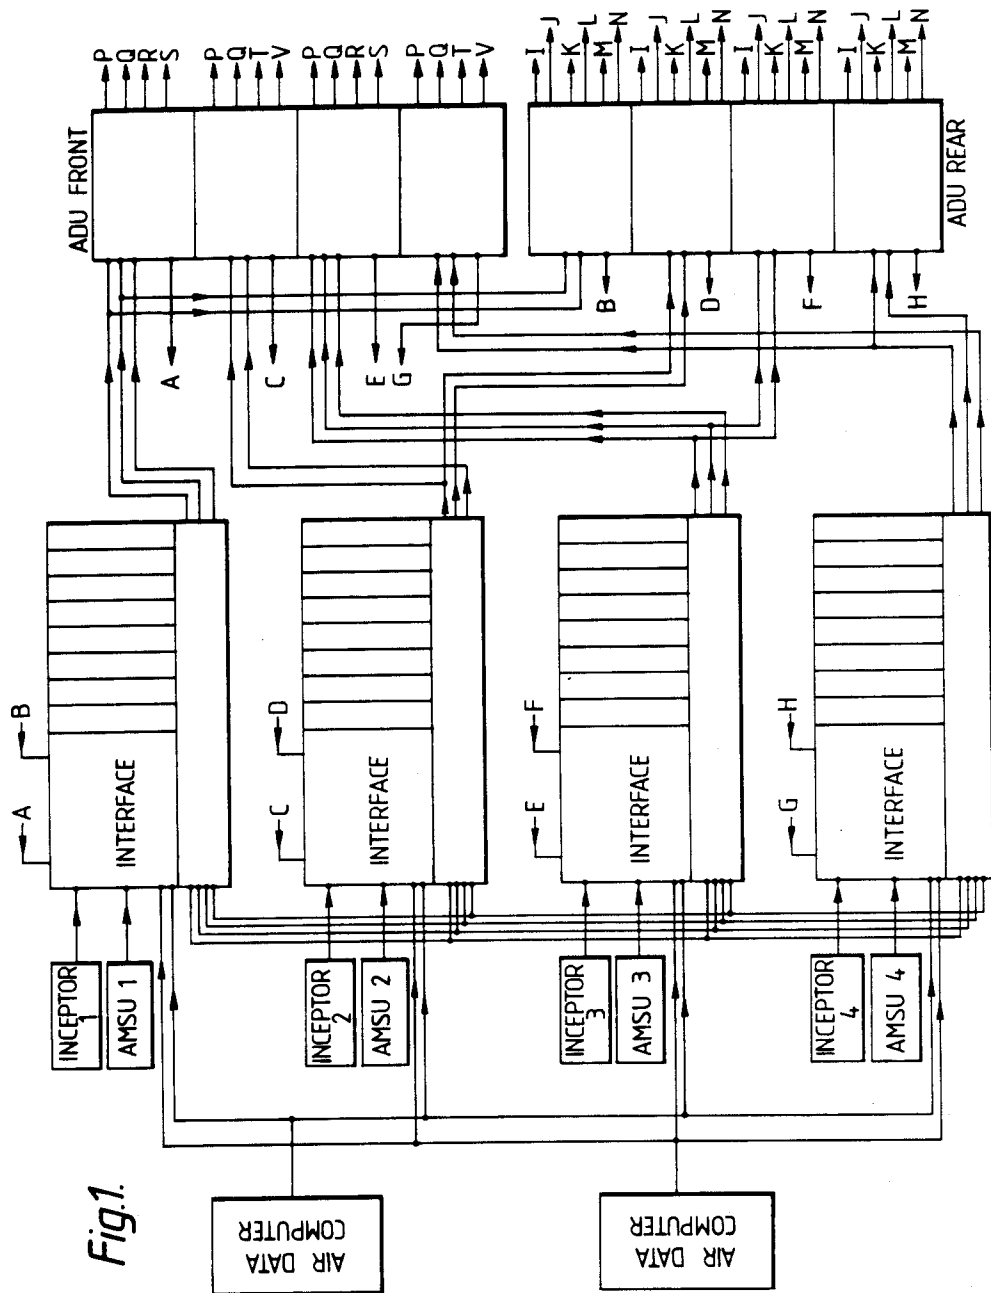 Fig.1.
AIR DATA
COMPUTER
AIR DATA
COMPUTER
INCEPTOR
1
AMSU 1
INCEPTOR
2
AMSU 2
INCEPTOR
3
AMSU 3
INCEPTOR
4
AMSU 4
A
B
INTERFACE
C
D
INTERFACE
E
F
INTERFACE
G
H
INTERFACE
A
C
E
G
B
D
F
H
ADU FRONT
ADU REAR
P
Q
R
S
P
Q
T
V
P
Q
R
S
P
Q
T
V
I
J
K
L
M
N
I
J
K
L
M
N
I
J
K
L
M
N
I
J
K
L
M
N